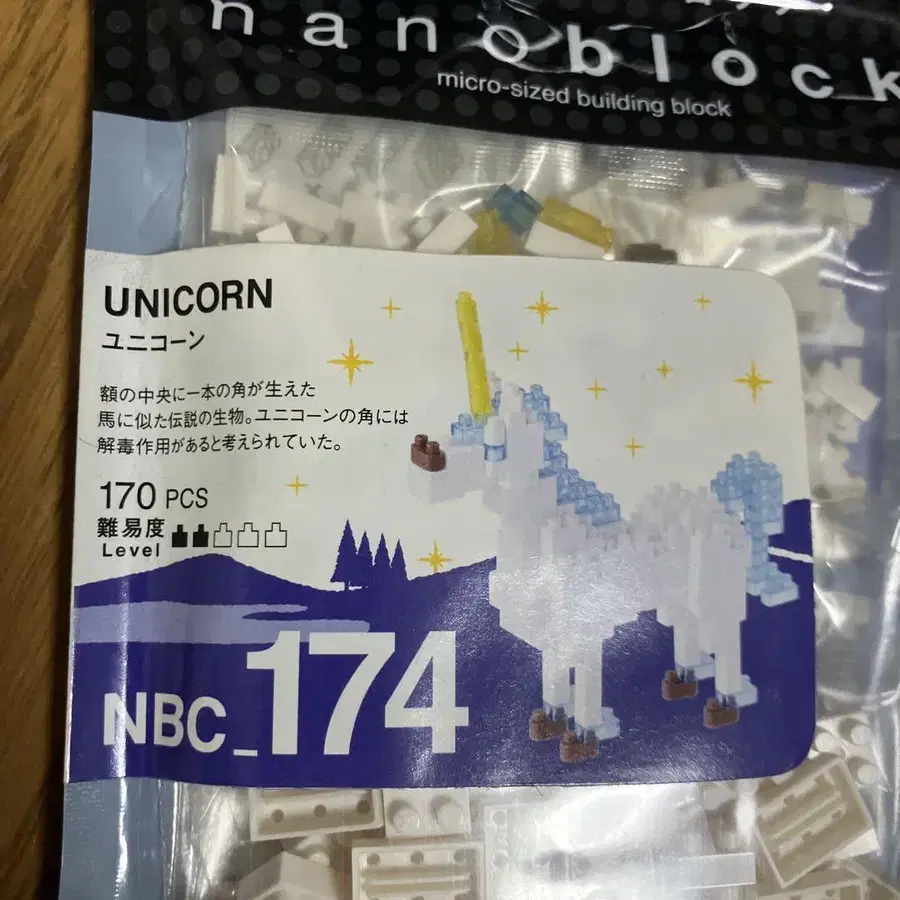 nanoblock
micro-sized building block
UNICORN
ユニコーン
額の中央に一本の角が生えた
馬に似た伝説の生物。ユニコーンの角には
解毒作用があると考えられていた。
170 PCS
難易度
Level
NBC_174